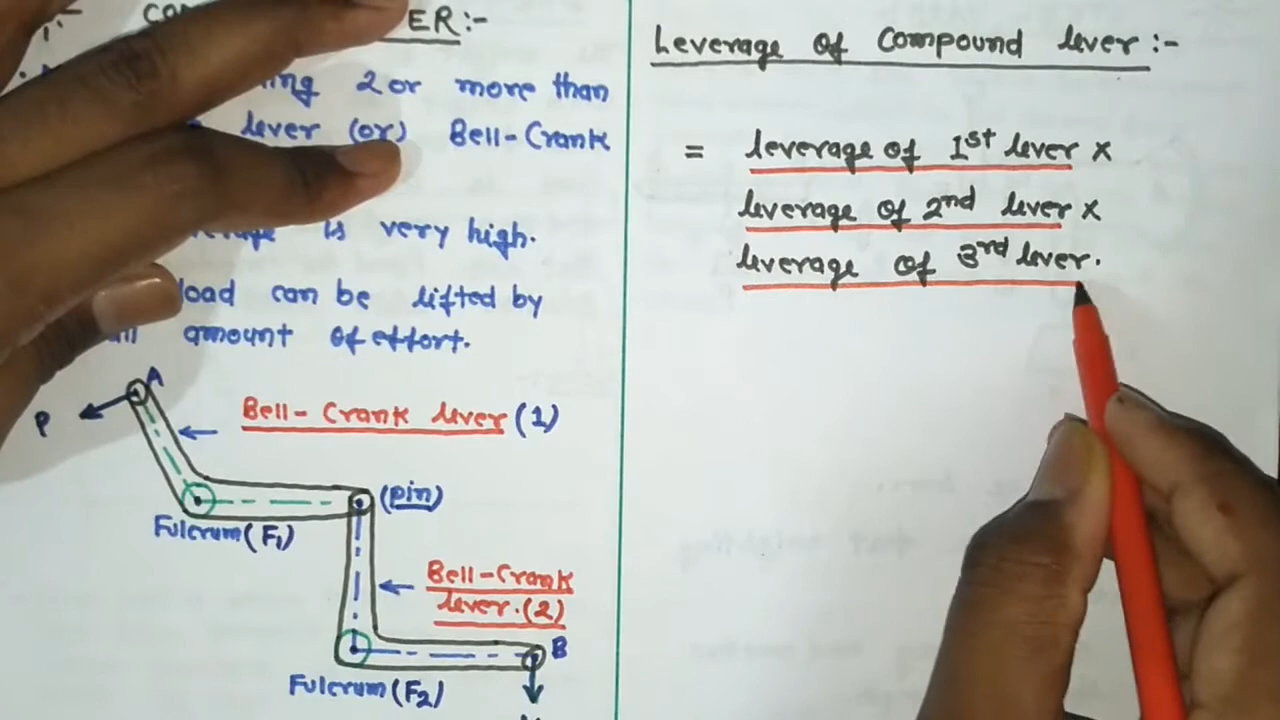 ER:-
2 or more than
lever (or) Bell-Crank
is very high.
load can be lifted by
amount of effort.
A
P
Bell-Crank lever (1)
(pin)
Fulcrum (F1)
Bell-Crank
lever.(2)
B
Fulcrum (F2)
Leverage of Compound lever:-
= leverage of 1st lever ×
leverage of 2nd lever ×
leverage of 3rd lever.